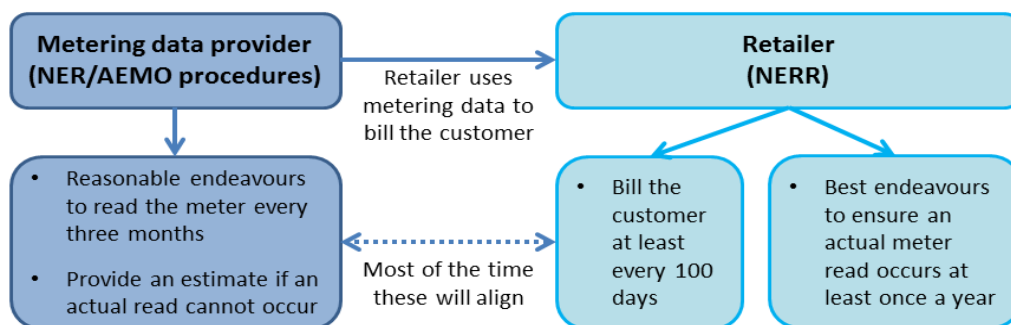 Metering data provider
(NER/AEMO procedures)
Retailer uses
metering data to
bill the customer
Retailer
(NERR)
• Reasonable endeavours
to read the meter every
three months
• Provide an estimate if an
actual read cannot occur
Most of the time
these will align
• Bill the
customer
at least
every 100
days
• Best endeavours
to ensure an
actual meter
read occurs at
least once a year